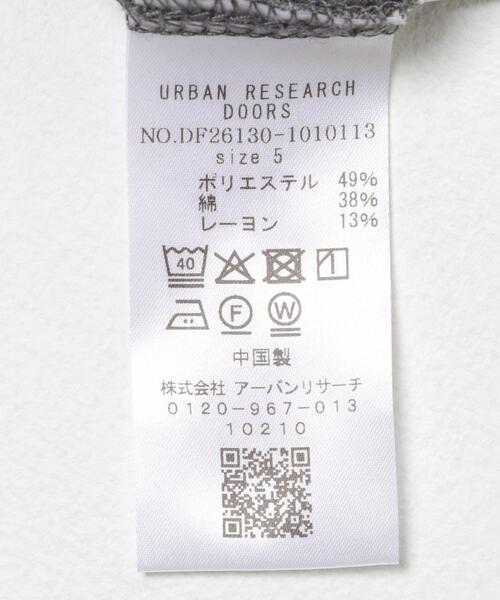 URBAN RESEARCH
DOORS
NO.DF26130-1010113
size 5
ポリエステル 49%
綿 38%
レーヨン 13%
40
F W
中国製
株式会社 アーバンリサーチ
0120-967-013
10210